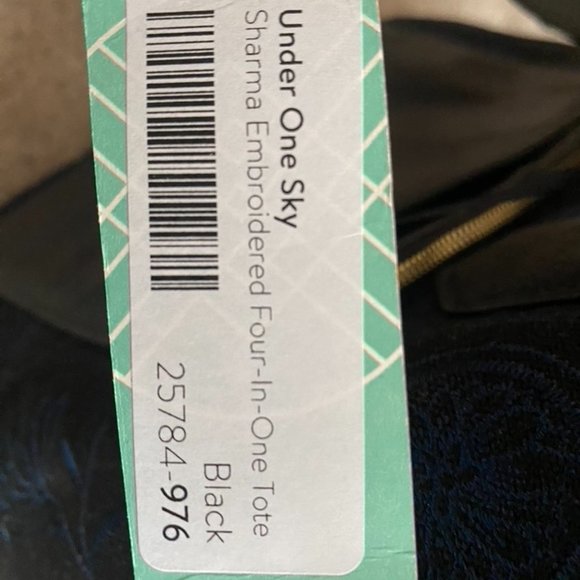 Under One Sky
Sharma Embroidered Four-In-One Tote
Black
25784-976